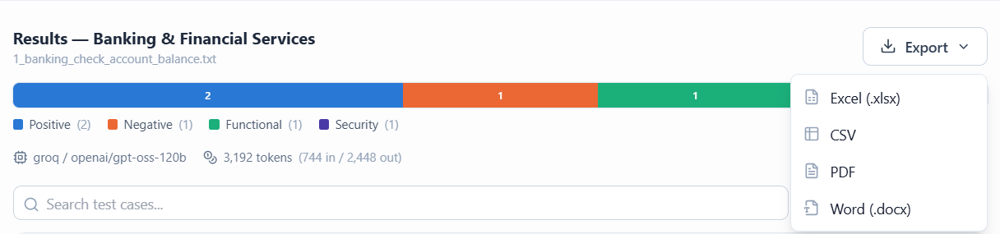 Results — Banking & Financial Services
1_banking_check_account_balance.txt
Export
2 1 1
Positive (2) Negative (1) Functional (1) Security (1)
groq / openai/gpt-oss-120b 3,192 tokens (744 in / 2,448 out)
Search test cases...
Excel (.xlsx)
CSV
PDF
Word (.docx)